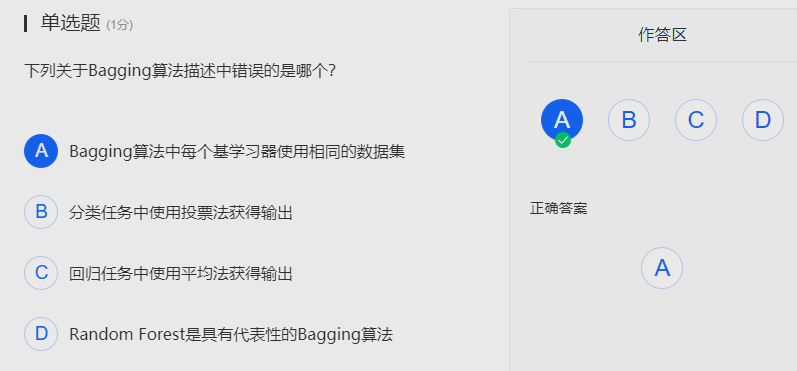 单选题 (1分)
下列关于Bagging算法描述中错误的是哪个?
A Bagging算法中每个基学习器使用相同的数据集
B 分类任务中使用投票法获得输出
C 回归任务中使用平均法获得输出
D Random Forest是具有代表性的Bagging算法
作答区
A B C D
正确答案
A